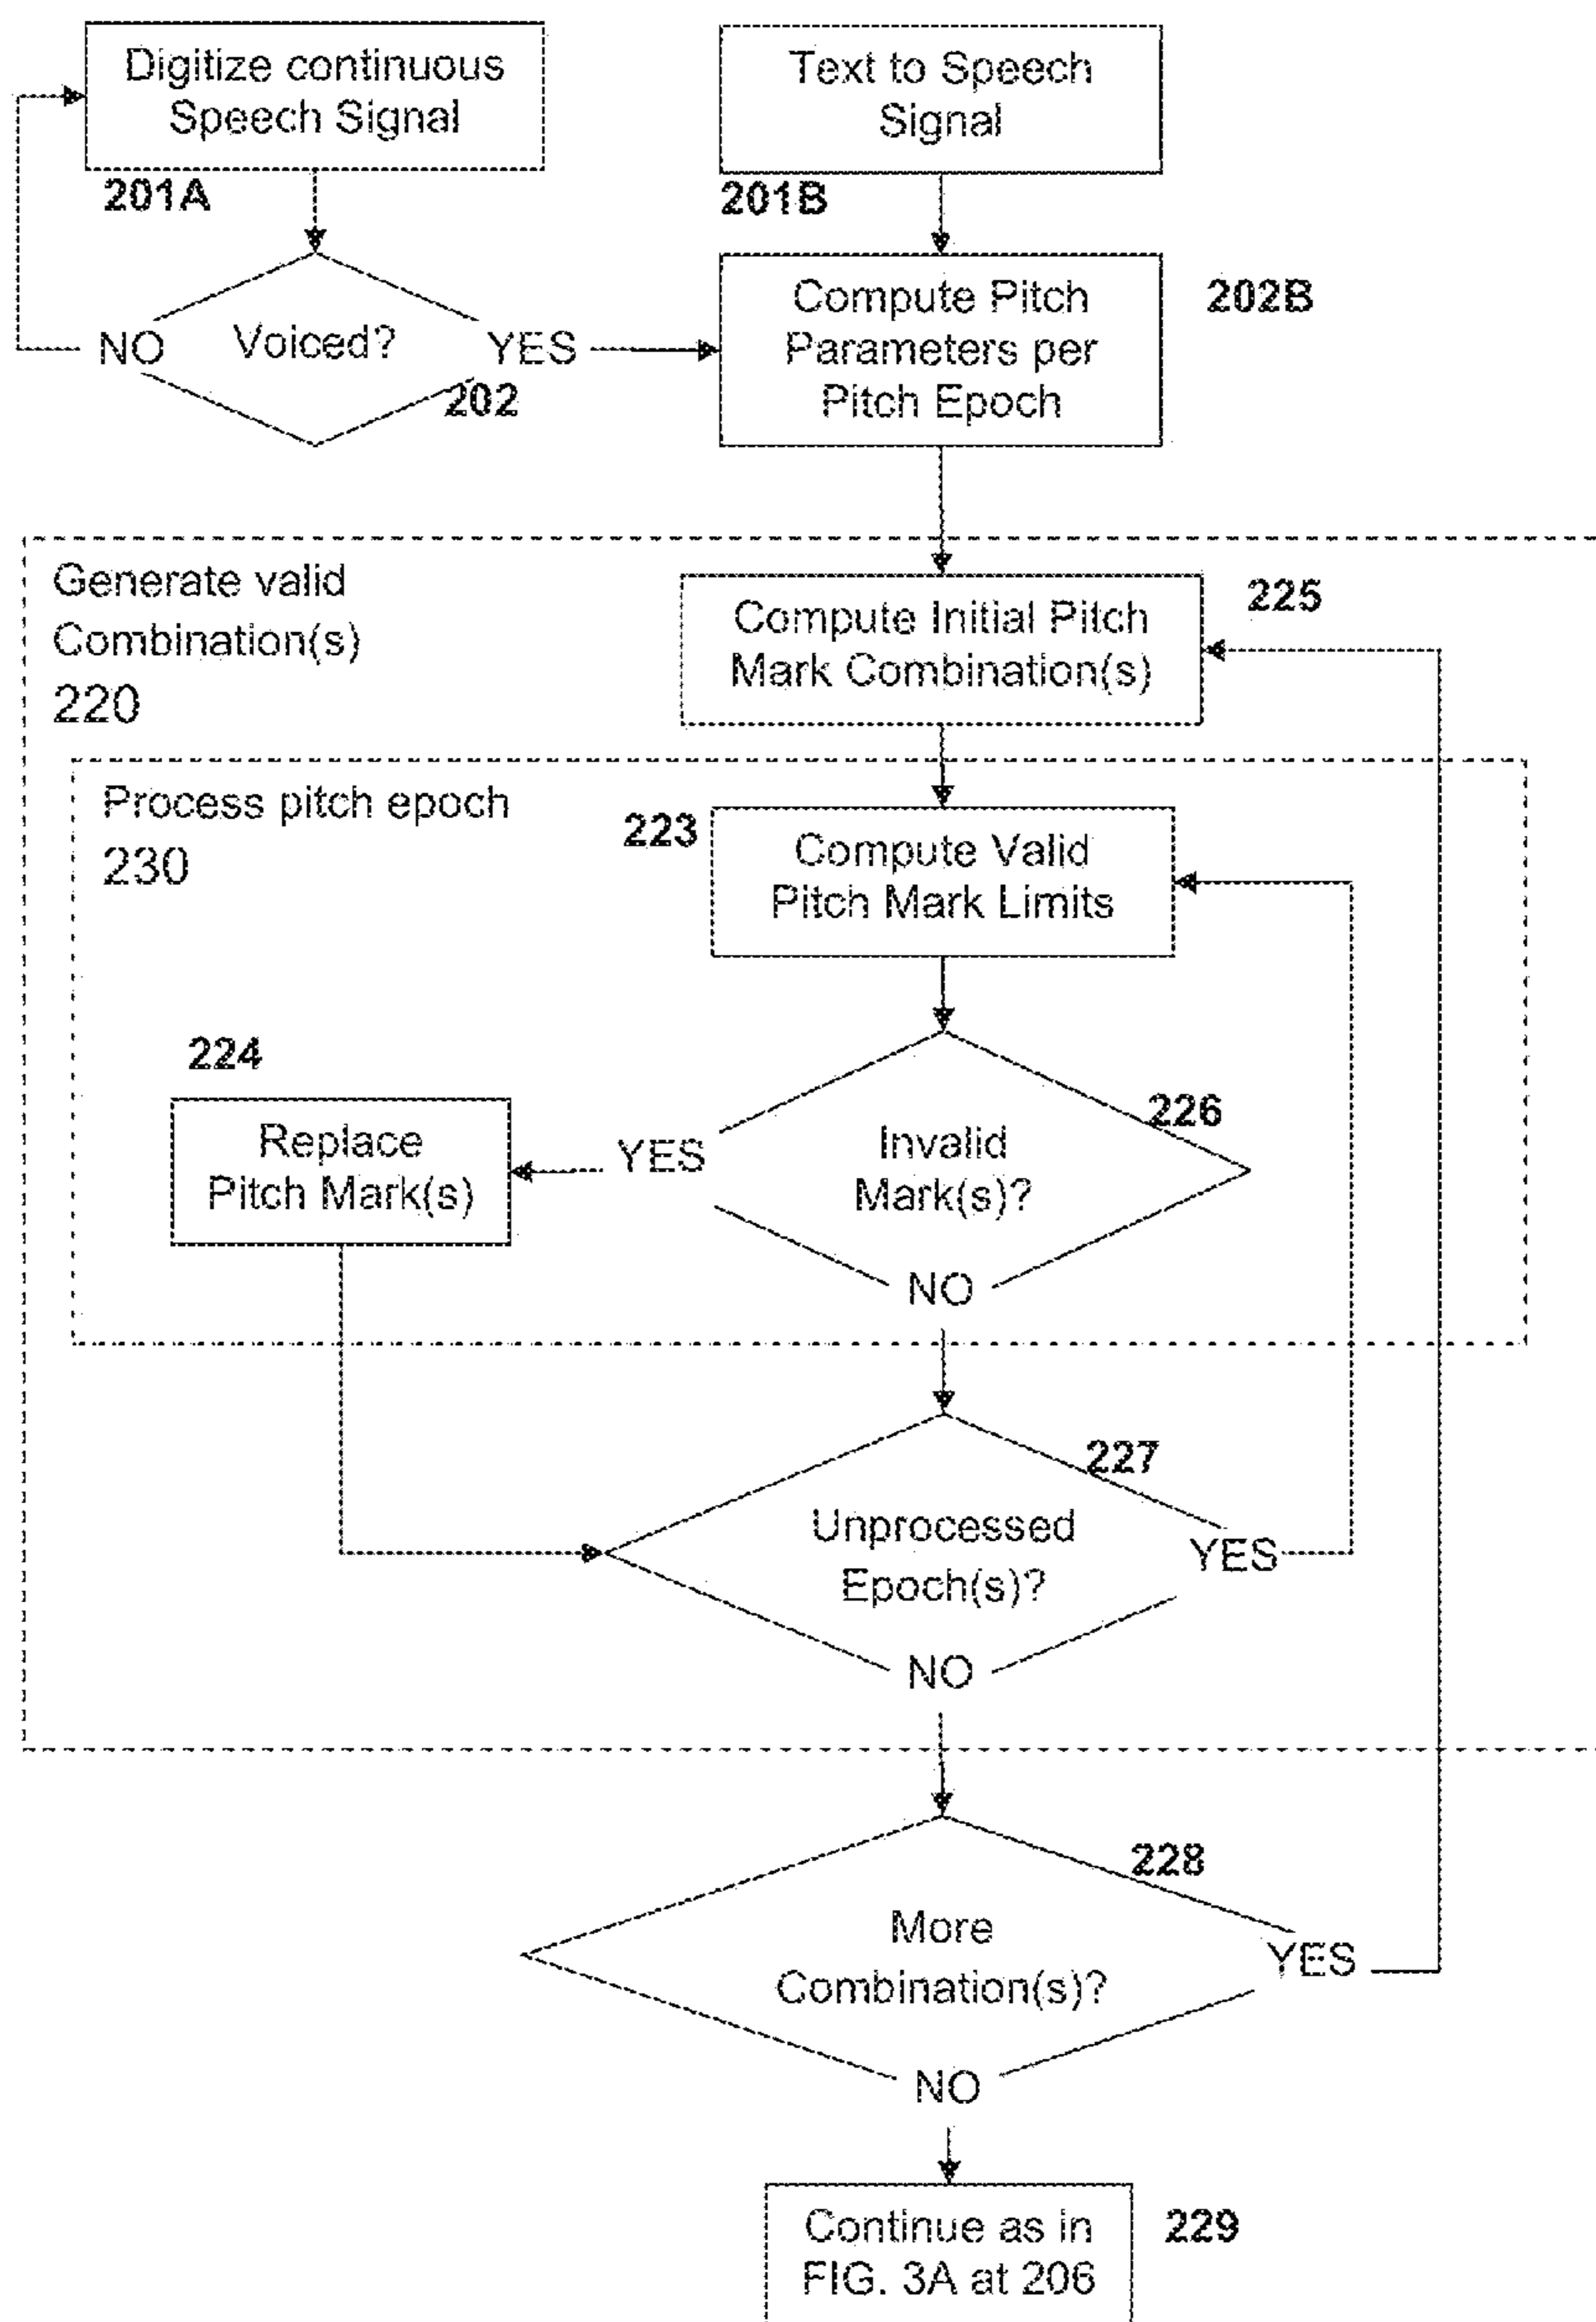 Digitize continuous
Speech Signal
201A
Text to Speech
Signal
201B
Voiced?
NO
YES
202
Compute Pitch
Parameters per
Pitch Epoch
202B
Generate valid
Combination(s)
220
Compute Initial Pitch
Mark Combination(s)
225
Process pitch epoch
230
223
Compute Valid
Pitch Mark Limits
224
Replace
Pitch Mark(s)
YES
226
Invalid
Mark(s)?
NO
227
Unprocessed
Epoch(s)?
YES
NO
228
More
Combination(s)?
YES
NO
Continue as in
FIG. 3A at 206
229